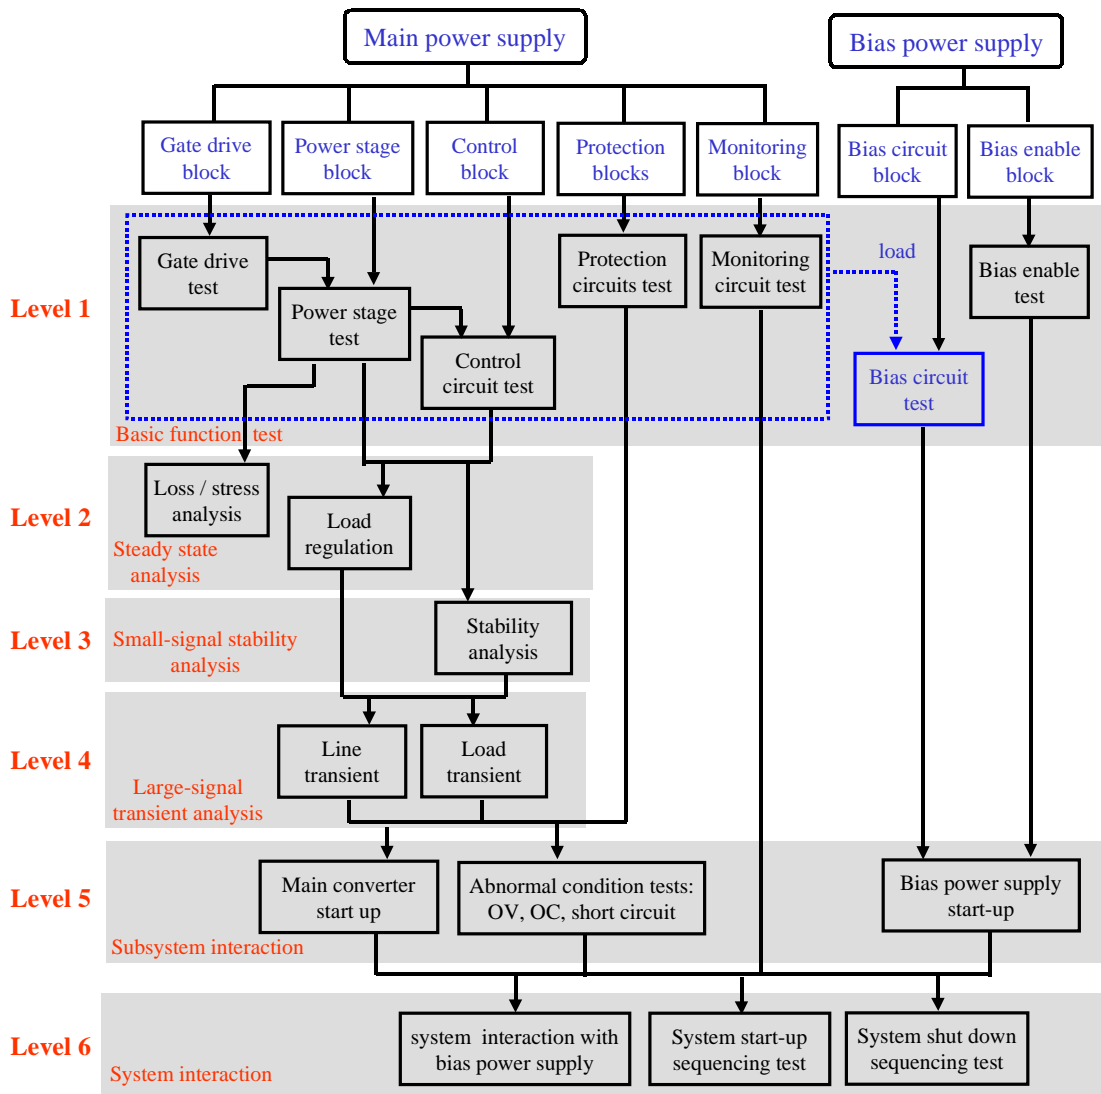 Main power supply
Bias power supply
Gate drive
block
Power stage
block
Control
block
Protection
blocks
Monitoring
block
Bias circuit
block
Bias enable
block
Level 1
Gate drive
test
Power stage
test
Control
circuit test
Protection
circuits test
Monitoring
circuit test
load
Bias enable
test
Bias circuit
test
Basic function test
Level 2
Loss / stress
analysis
Load
regulation
Steady state
analysis
Level 3
Small-signal stability
analysis
Stability
analysis
Level 4
Line
transient
Load
transient
Large-signal
transient analysis
Level 5
Main converter
start up
Abnormal condition tests:
OV, OC, short circuit
Bias power supply
start-up
Subsystem interaction
Level 6
system interaction with
bias power supply
System start-up
sequencing test
System shut down
sequencing test
System interaction